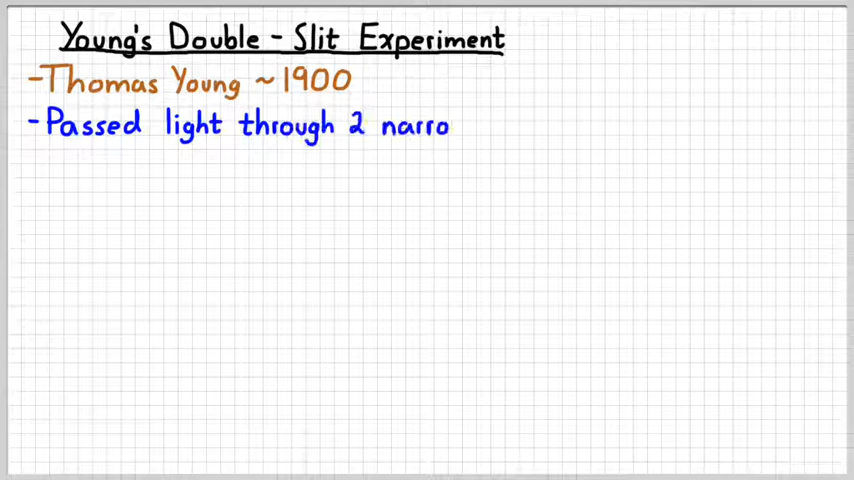 Young's Double - Slit Experiment
-Thomas Young ~1900
-Passed light through 2 narro